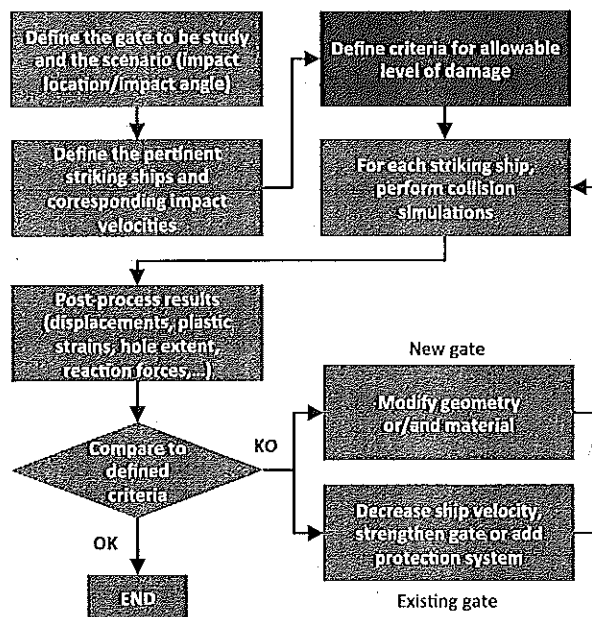 Define the gate to be study
and the scenario (impact
location/impact angle)
Define the pertinent
striking ships and
corresponding impact
velocities
Define criteria for allowable
level of damage
For each striking ship,
perform collision
simulations
Post-process results
(displacements, plastic
strains, hole extent,
reaction forces,...)
Compare to
defined
criteria
KO
OK
END
New gate
Modify geometry
or/and material
Decrease ship velocity,
strengthen gate or add
protection system
Existing gate